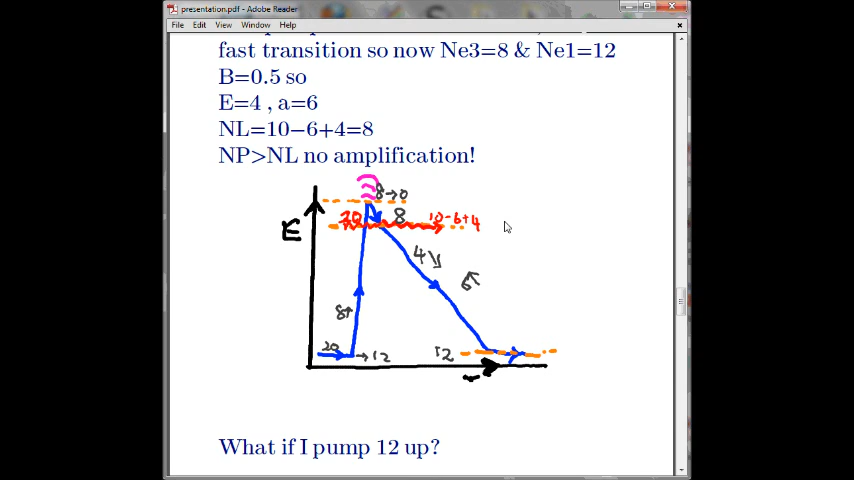 presentation.pdf - Adobe Reader
File Edit View Window Help
fast transition so now Ne3=8 & Ne1=12
B=0.5 so
E=4 , a=6
NL=10−6+4=8
NP>NL no amplification!
8→0
20 8 10-6+4
E
4
6
8
20 →12 12
What if I pump 12 up?